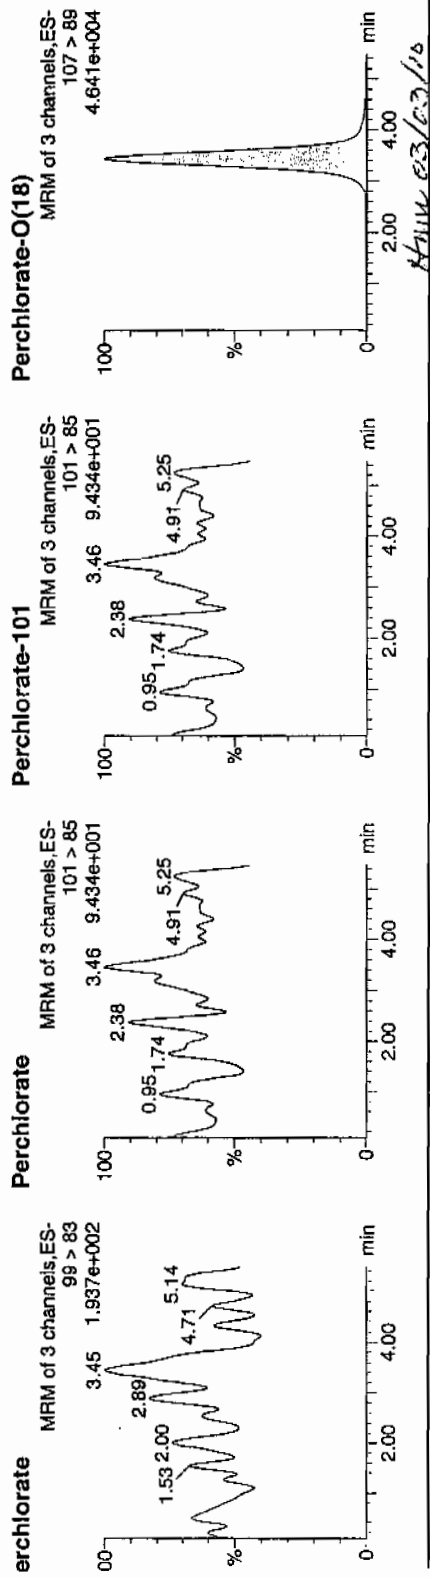 erchlorate
MRM of 3 channels,ES-
99 > 83
1.937e+002
3.45
2.89
2.00
1.53
4.71
5.14
00
%
0
2.00
4.00
min
Perchlorate
MRM of 3 channels,ES-
101 > 85
9.434e+001
3.46
2.38
0.95
1.74
4.91
5.25
100
%
0
2.00
4.00
min
Perchlorate-101
MRM of 3 channels,ES-
101 > 85
9.434e+001
3.46
2.38
0.95
1.74
4.91
5.25
100
%
0
2.00
4.00
min
Perchlorate-O(18)
MRM of 3 channels,ES-
107 > 89
4.641e+004
100
%
0
2.00
4.00
min
03/03/10